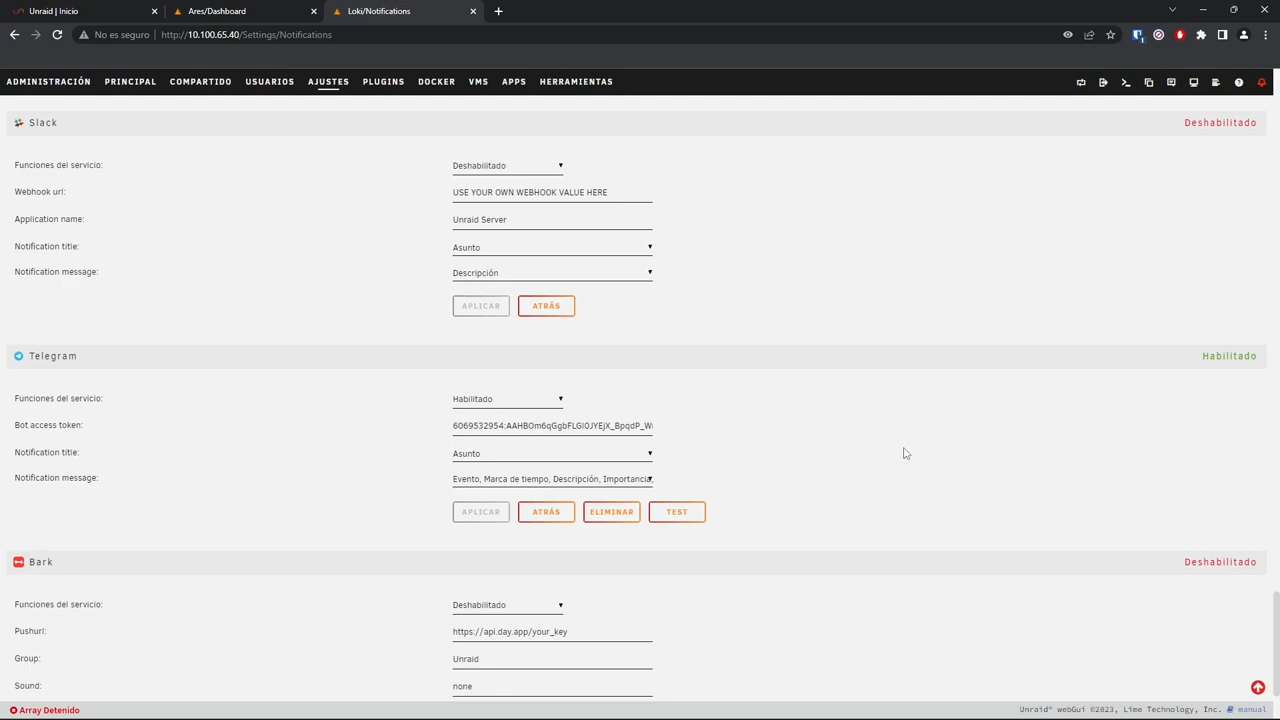 Unraid | Inicio
Ares/Dashboard
Loki/Notifications
No es seguro
http://10.100.65.40/Settings/Notifications
ADMINISTRACIÓN PRINCIPAL COMPARTIDO USUARIOS AJUSTES PLUGINS DOCKER VMS APPS HERRAMIENTAS
Slack Deshabilitado
Funciones del servicio: Deshabilitado
Webhook url: USE YOUR OWN WEBHOOK VALUE HERE
Application name: Unraid Server
Notification title: Asunto
Notification message: Descripción
APLICAR ATRÁS
Telegram Habilitado
Funciones del servicio: Habilitado
Bot access token:
Notification title: Asunto
Notification message: Evento, Marca de tiempo, Descripción, Importancia,
APLICAR ATRÁS ELIMINAR TEST
Bark Deshabilitado
Funciones del servicio: Deshabilitado
Pushurl: https://api.day.app/your_key
Group: Unraid
Sound: none
Array Detenido
Unraid® webGui ©2023, Lime Technology, Inc. manual